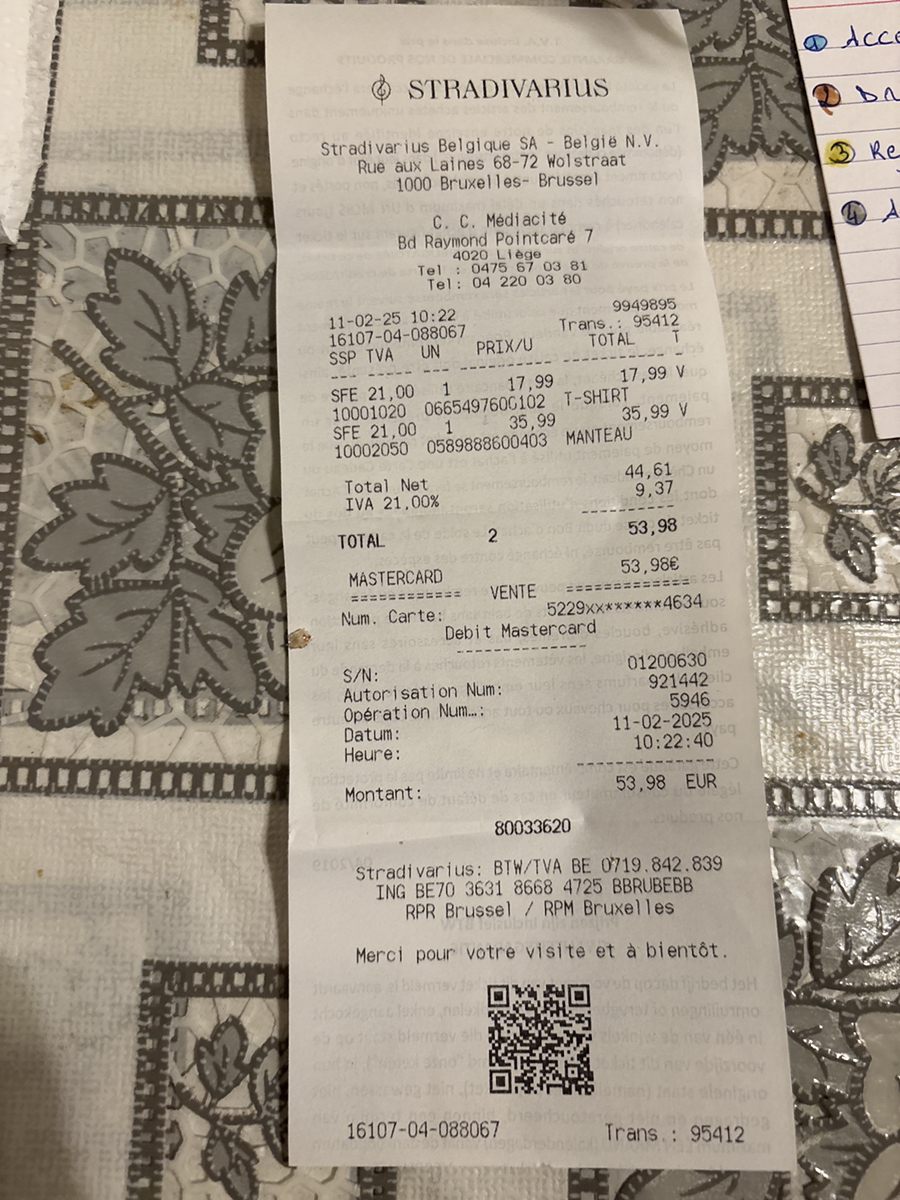 STRADIVARIUS
Stradivarius Belgique SA - België N.V.
Rue aux Laines 68-72 Wolstraat
1000 Bruxelles- Brussel
C. C. Médiacité
Bd Raymond Pointcaré 7
4020 Liège
Tel : 0475 67 03 81
Tel: 04 220 03 80
11-02-25 10:22 9949895
16107-04-088067 Trans.: 95412
SSP TVA UN PRIX/U TOTAL T
SFE 21,00 1 17,99 17,99 V
10001020 0665497600102 T-SHIRT
SFE 21,00 1 35,99 35,99 V
10002050 0589888600403 MANTEAU
Total Net 44,61
IVA 21,00% 9,37
TOTAL 2 53,98
MASTERCARD 53,98€
============ VENTE ============
Num. Carte: 5229xx******4634
Debit Mastercard
S/N: 01200630
Autorisation Num: 921442
Opération Num…: 5946
Datum: 11-02-2025
Heure: 10:22:40
Montant: 53,98 EUR
80033620
Stradivarius: BTW/TVA BE 0719.842.839
ING BE70 3631 8668 4725 BBRUBEBB
RPR Brussel / RPM Bruxelles
Merci pour votre visite et à bientôt.
16107-04-088067 Trans.: 95412
1
2
3
4